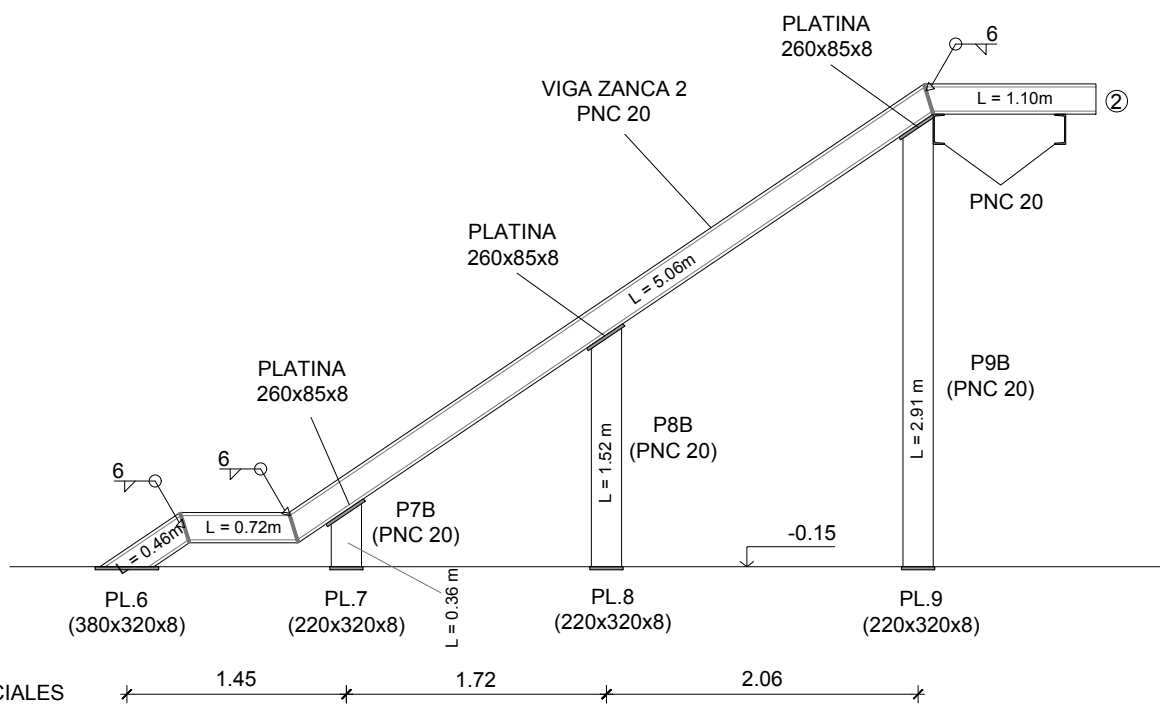 PLATINA
260x85x8
6
VIGA ZANCA 2
PNC 20
L = 1.10m
2
PNC 20
PLATINA
260x85x8
L = 5.06m
PLATINA
260x85x8
P9B
(PNC 20)
L = 2.91 m
P8B
(PNC 20)
L = 1.52 m
6
6
P7B
(PNC 20)
L = 0.72m
L = 0.46m
-0.15
L = 0.36 m
PL.6
(380x320x8)
PL.7
(220x320x8)
PL.8
(220x320x8)
PL.9
(220x320x8)
CIALES
1.45
1.72
2.06